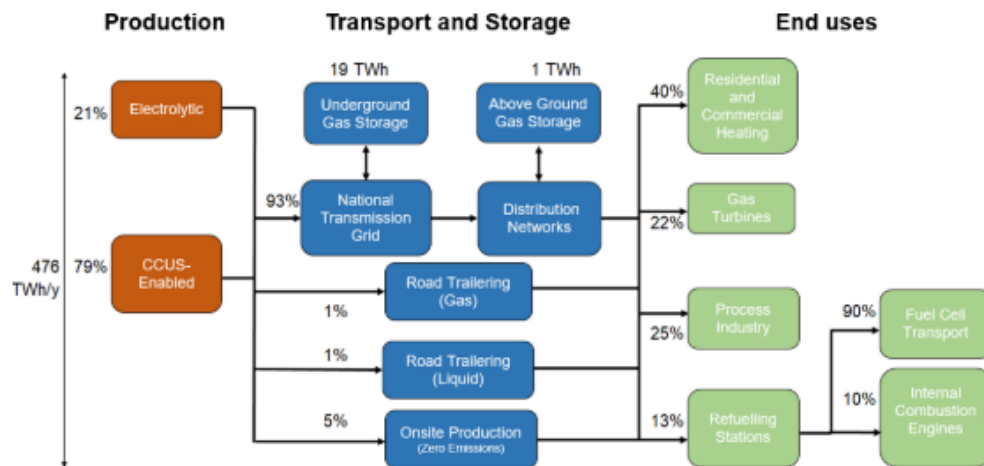 Production
Transport and Storage
End uses
19 TWh
1 TWh
21%
Electrolytic
Underground
Gas Storage
Above Ground
Gas Storage
40%
Residential
and
Commercial
Heating
93%
National
Transmission
Grid
Distribution
Networks
22%
Gas
Turbines
476
TWh/y
79%
CCUS-
Enabled
1%
Road Trailering
(Gas)
25%
Process
Industry
90%
Fuel Cell
Transport
1%
Road Trailering
(Liquid)
5%
Onsite Production
(Zero Emissions)
13%
Refuelling
Stations
10%
Internal
Combustion
Engines